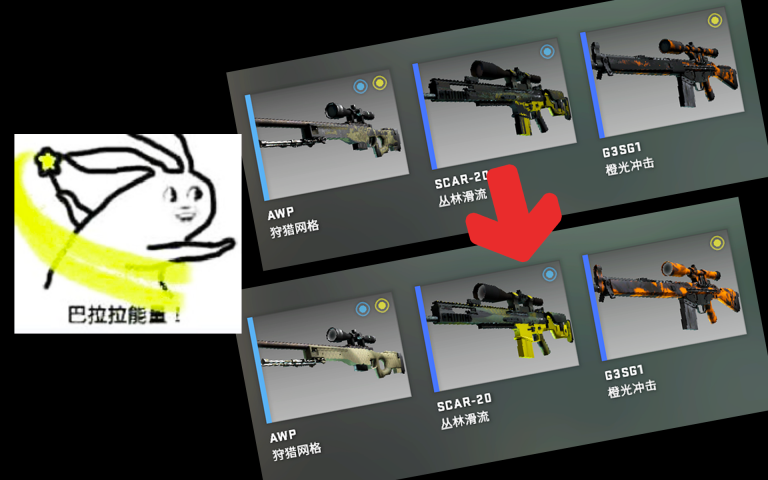 AWP
狩猎网格
SCAR-20
丛林滑流
G3SG1
橙光冲击
巴拉拉能量！
AWP
狩猎网格
SCAR-20
丛林滑流
G3SG1
橙光冲击